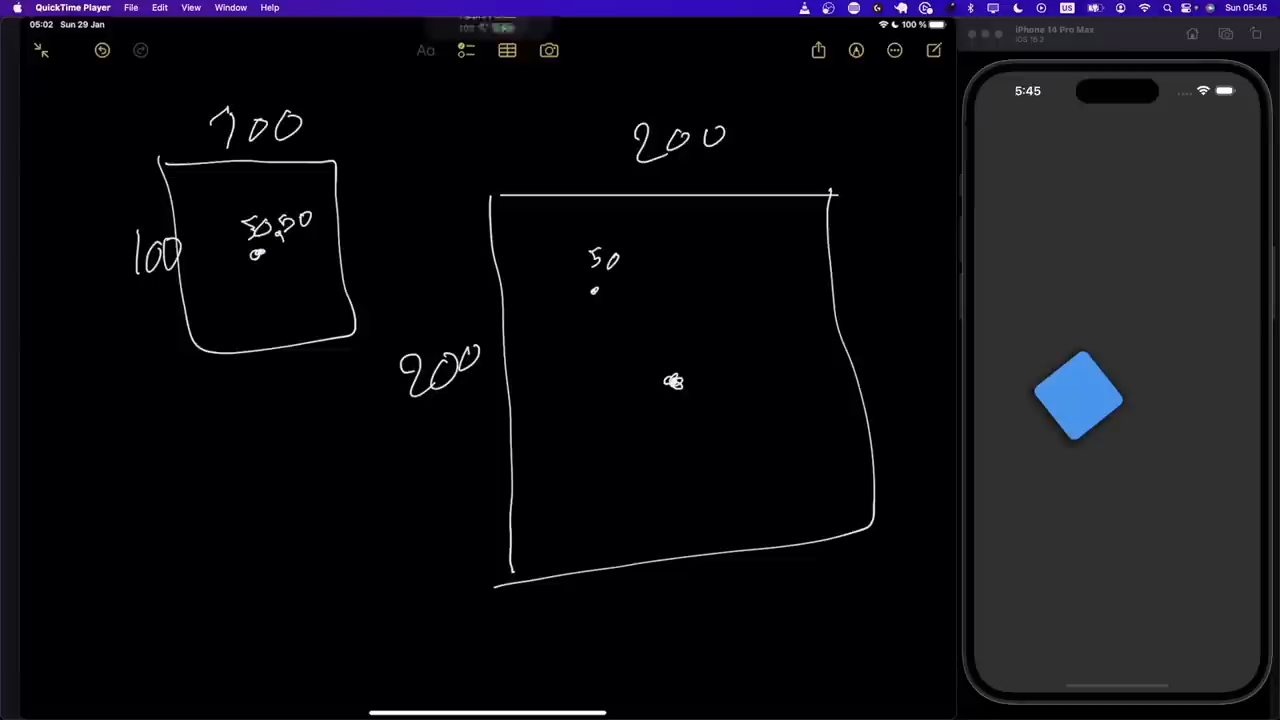 QuickTime Player File Edit View Window Help
US
Sun 05:45
05:02 Sun 29 Jan
100 %
Aa
iPhone 14 Pro Max
iOS 16.2
5:45
100
200
50,50
100
50
200